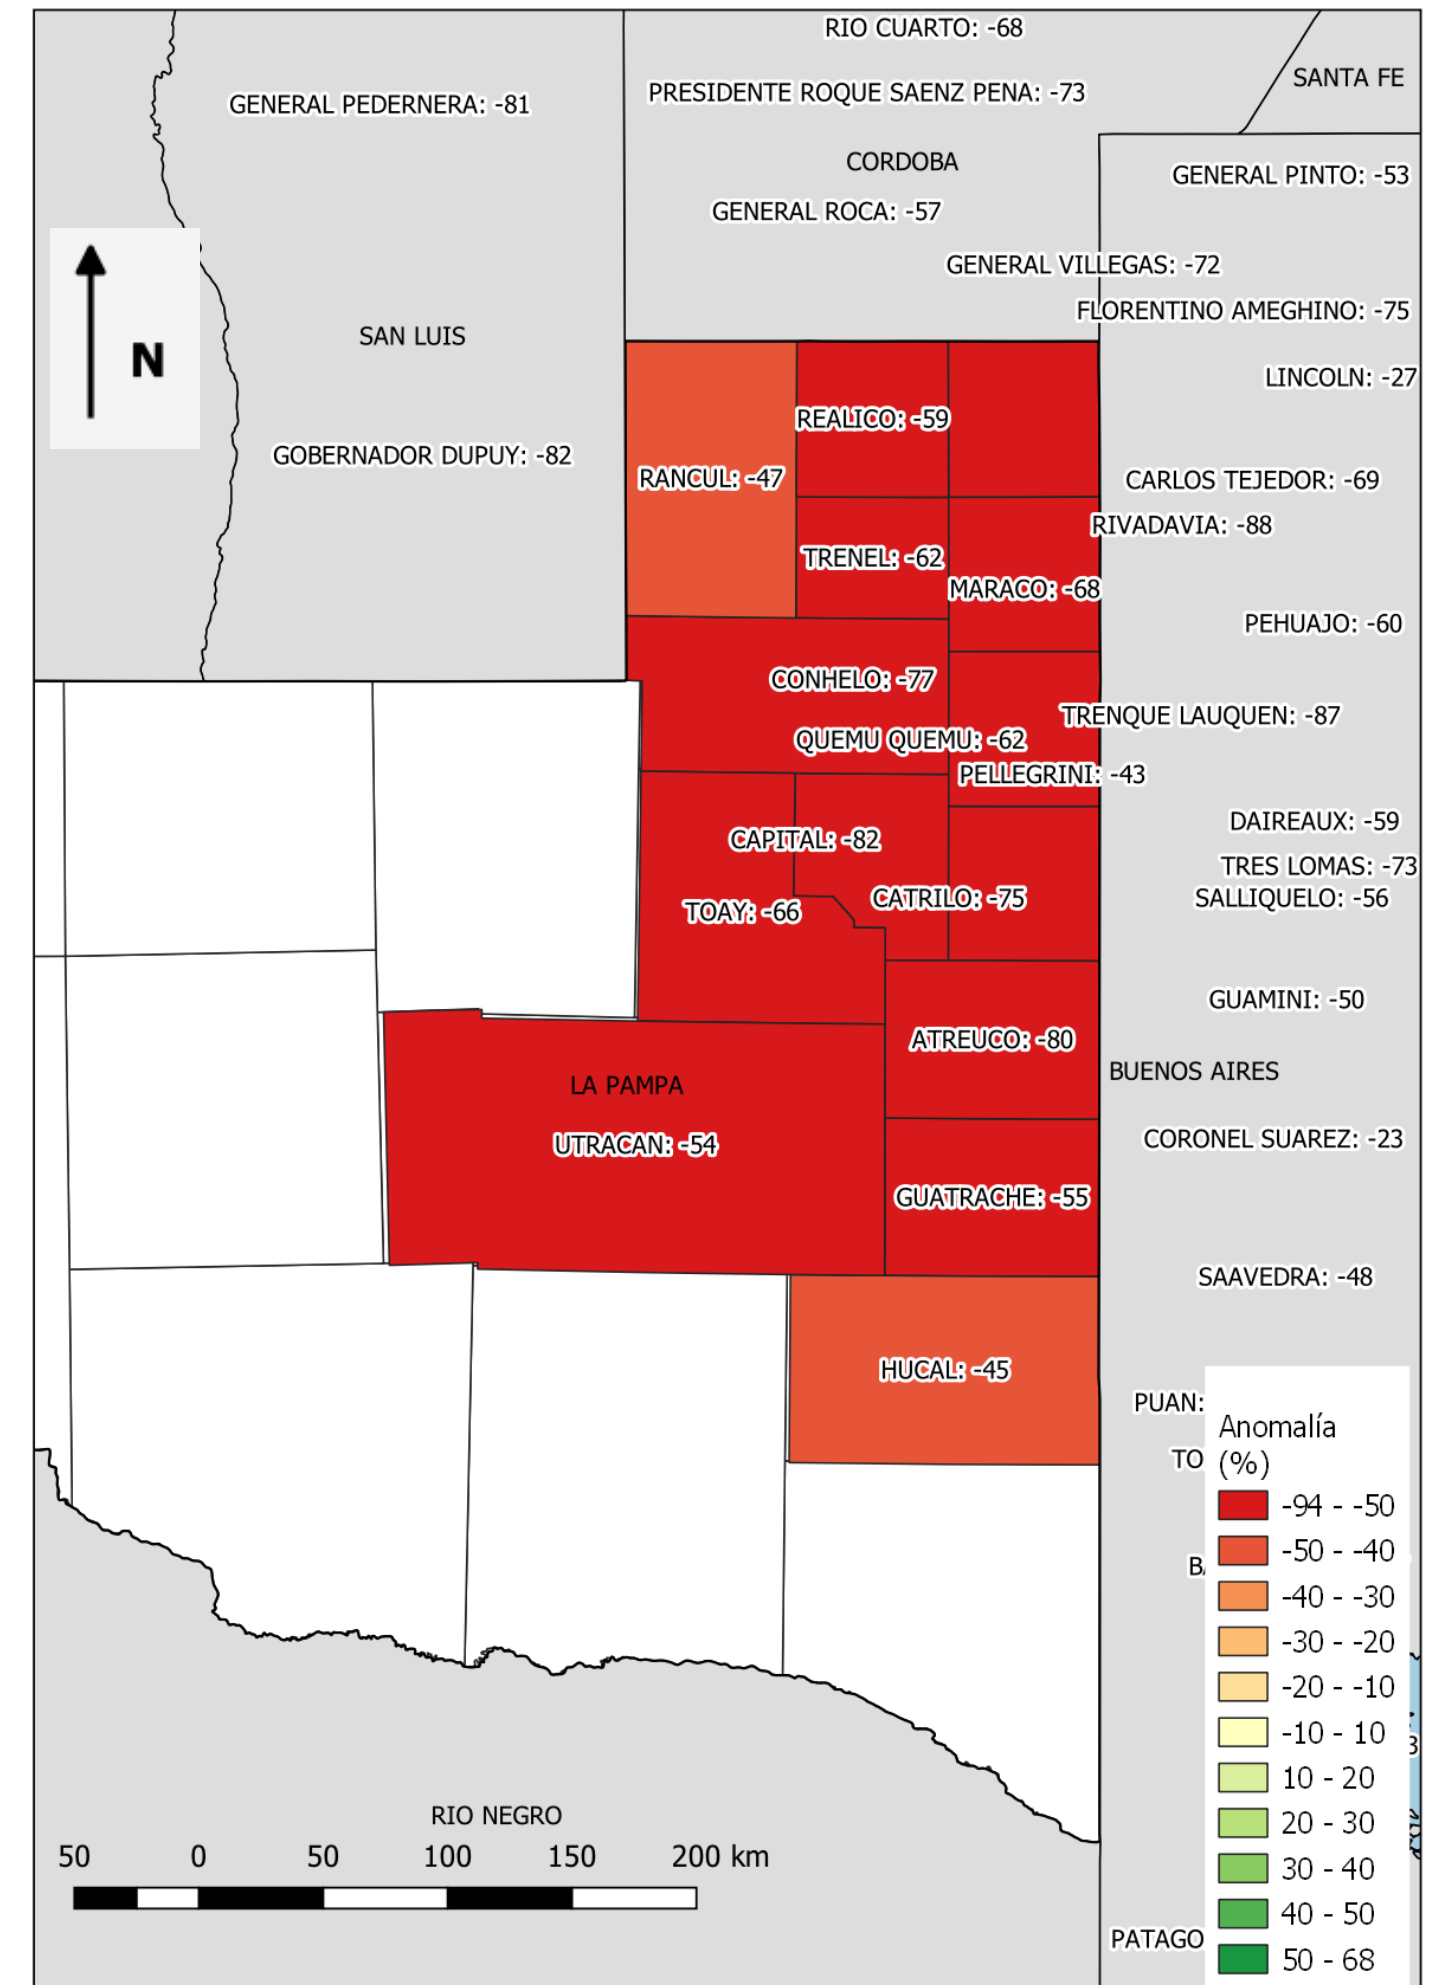 RIO CUARTO: -68
SANTA FE
PRESIDENTE ROQUE SAENZ PENA: -73
GENERAL PEDERNERA: -81
CORDOBA
GENERAL PINTO: -53
GENERAL ROCA: -57
GENERAL VILLEGAS: -72
FLORENTINO AMEGHINO: -75
N
SAN LUIS
LINCOLN: -27
REALICO: -59
GOBERNADOR DUPUY: -82
RANCUL: -47
CARLOS TEJEDOR: -69
RIVADAVIA: -88
TRENEL: -62
MARACO: -68
PEHUAJO: -60
CONHELO: -77
TRENQUE LAUQUEN: -87
QUEMU QUEMU: -62
PELLEGRINI: -43
DAIREAUX: -59
CAPITAL: -82
TRES LOMAS: -73
CATRILO: -75
SALLIQUELO: -56
TOAY: -66
GUAMINI: -50
ATREUCO: -80
BUENOS AIRES
LA PAMPA
CORONEL SUAREZ: -23
UTRACAN: -54
GUATRACHE: -55
SAAVEDRA: -48
HUCAL: -45
PUAN:
TO
Anomalía
(%)
-94 - -50
-50 - -40
-40 - -30
-30 - -20
-20 - -10
-10 - 10
10 - 20
20 - 30
30 - 40
40 - 50
50 - 68
RIO NEGRO
50 0 50 100 150 200 km
PATAGO